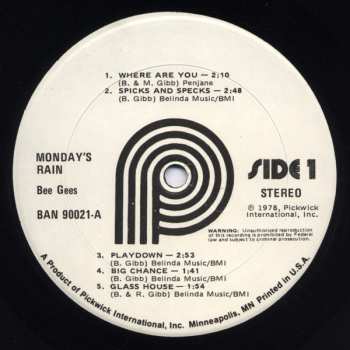 1. WHERE ARE YOU — 2:10
(B. & M. Gibb) Penjane
2. SPICKS AND SPECKS — 2:48
(B. Gibb) Belinda Music/BMI
MONDAY'S
RAIN
Bee Gees
BAN 90021-A
SIDE 1
STEREO
℗ 1978, Pickwick
International, Inc.
WARNING: Unauthorized reproduction
of this recording is prohibited by Federal
law and subject to criminal prosecution.
3. PLAYDOWN — 2:53
(B. Gibb) Belinda Music/BMI
4. BIG CHANCE — 1:41
(B. Gibb) Belinda Music/BMI
5. GLASS HOUSE — 1:54
(B. & R. Gibb) Belinda Music/BMI
A Product of Pickwick International, Inc. Minneapolis, MN Printed in U.S.A.